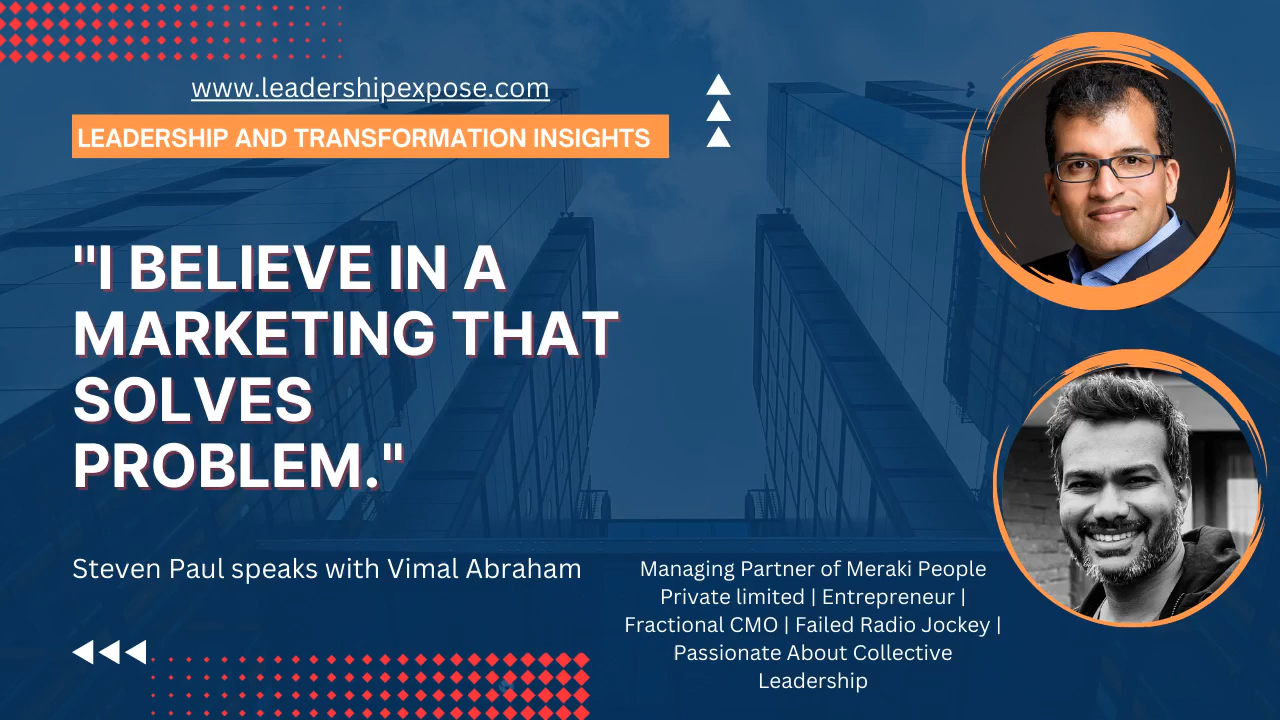 www.leadershipexpose.com
LEADERSHIP AND TRANSFORMATION INSIGHTS
"I BELIEVE IN A
MARKETING THAT
SOLVES
PROBLEM."
Steven Paul speaks with Vimal Abraham
Managing Partner of Meraki People
Private limited | Entrepreneur |
Fractional CMO | Failed Radio Jockey |
Passionate About Collective
Leadership